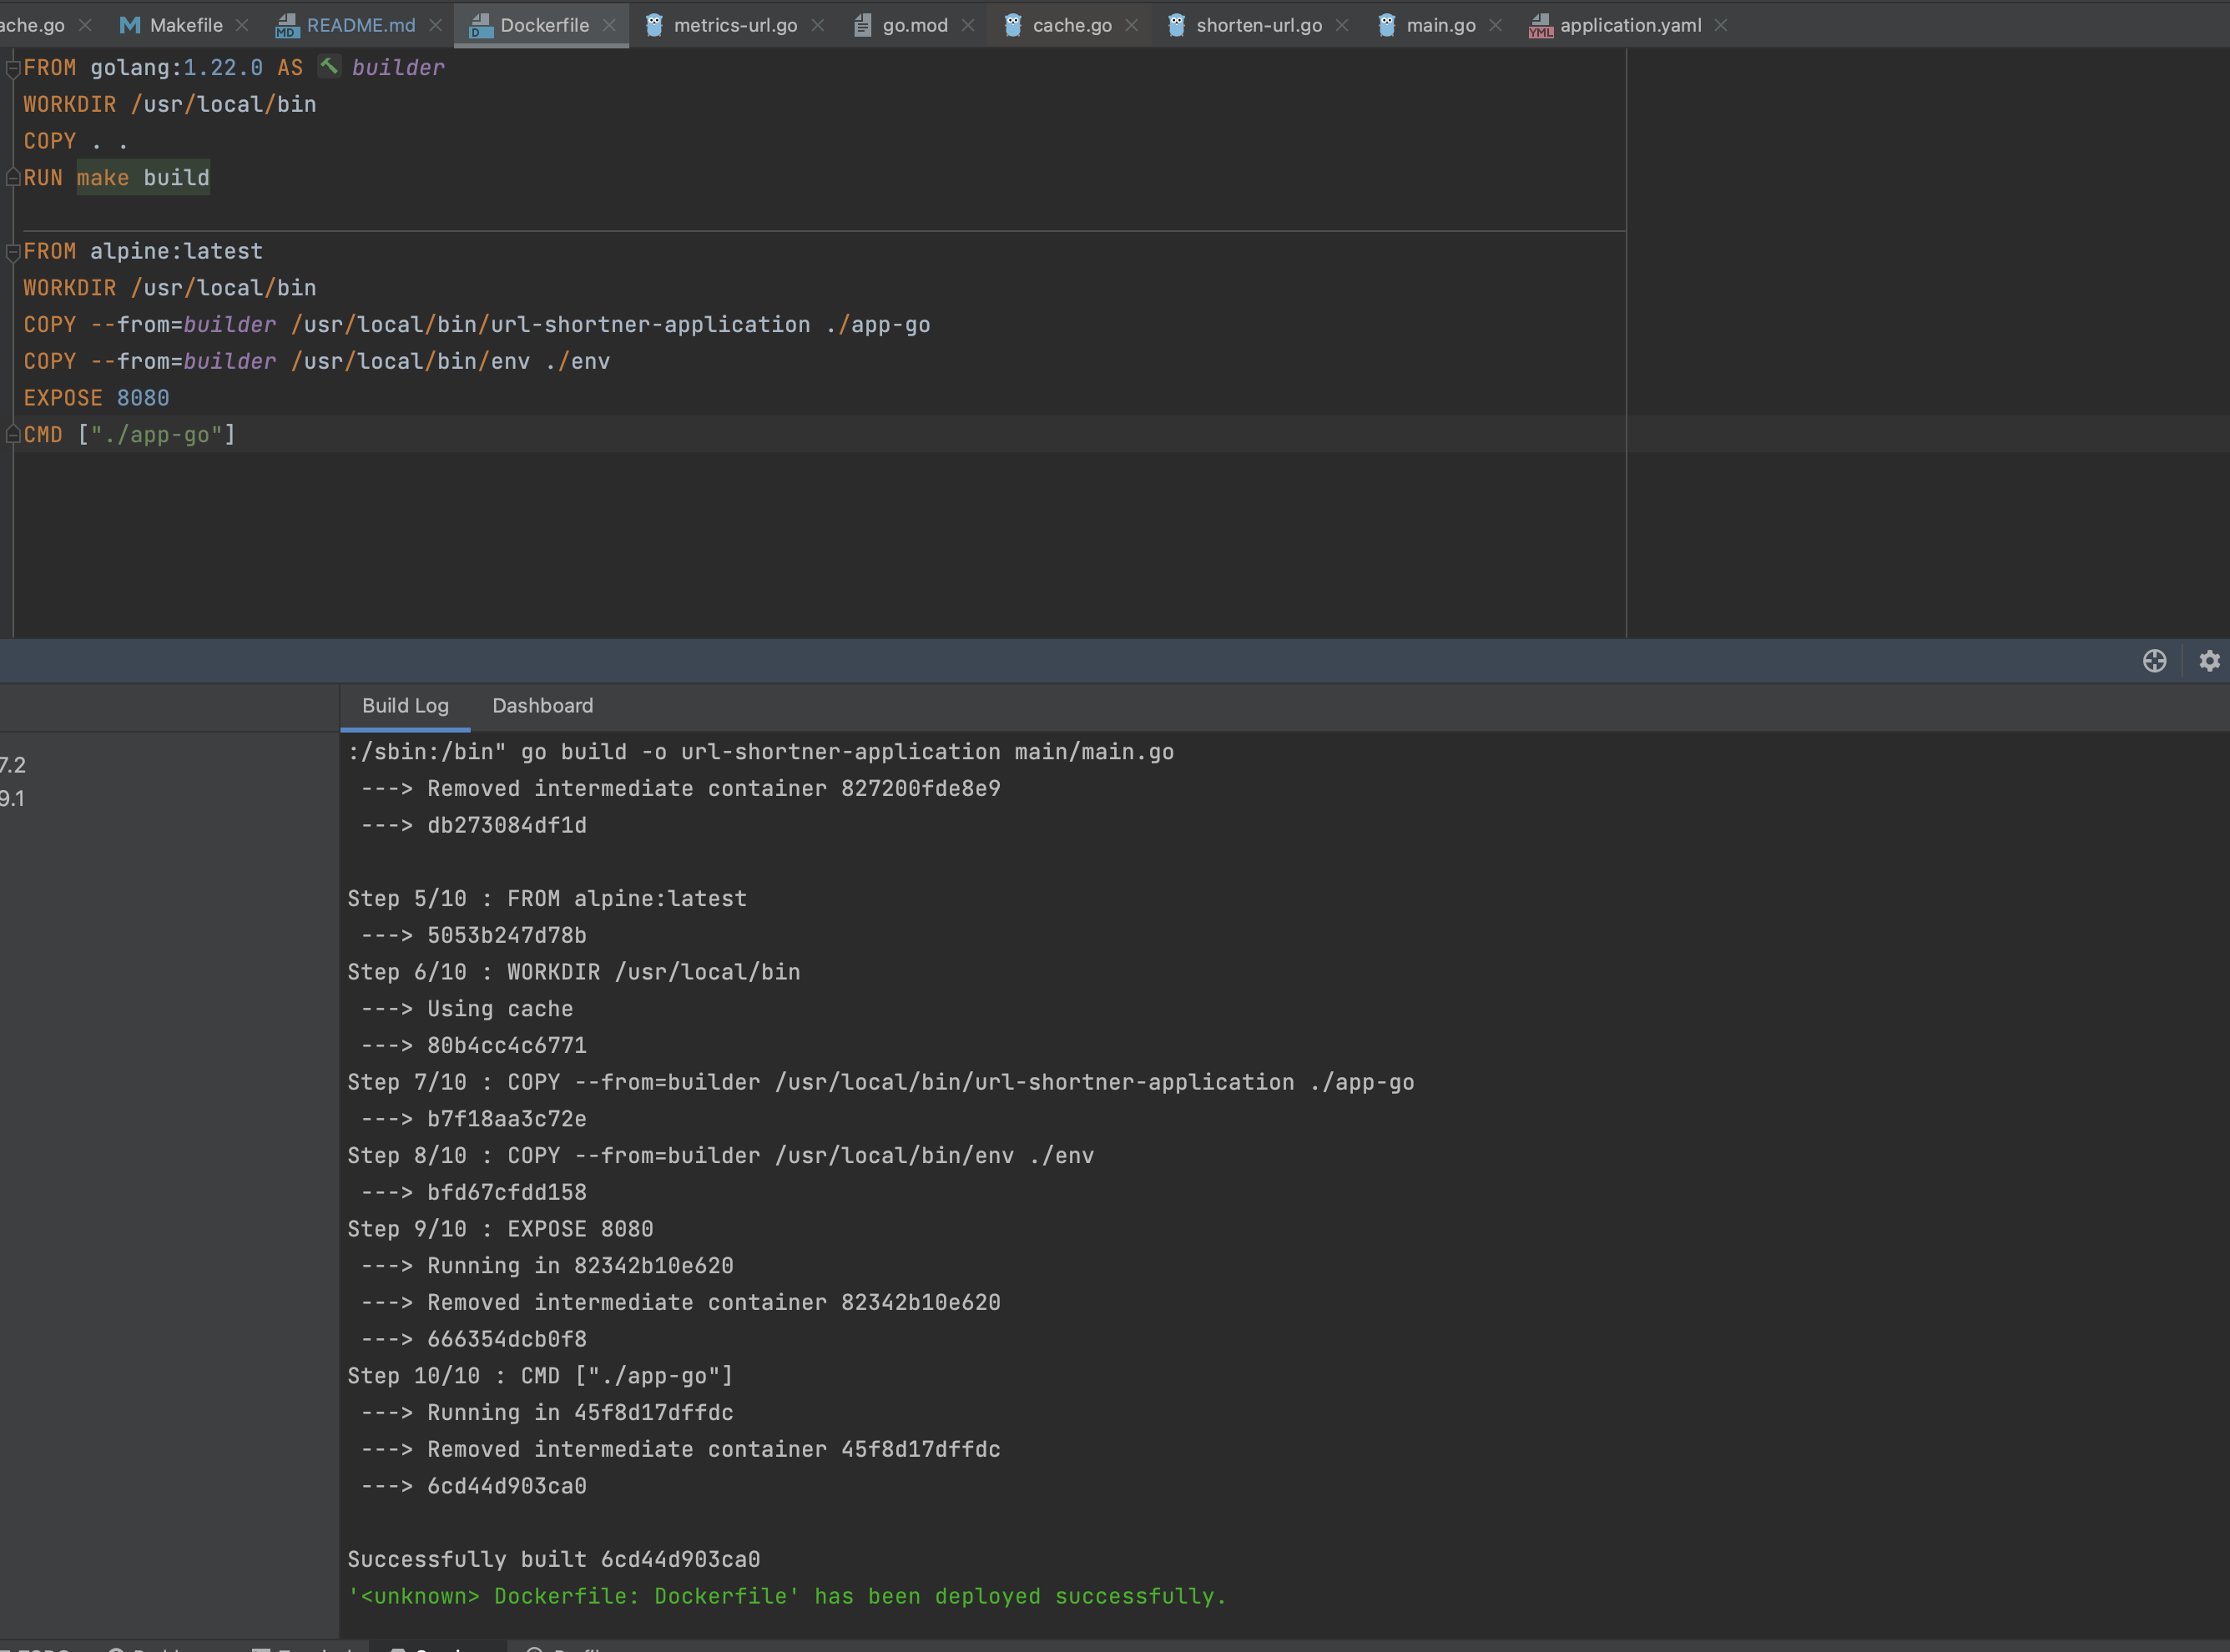 ache.go Makefile README.md Dockerfile metrics-url.go go.mod cache.go shorten-url.go main.go application.yaml
FROM golang:1.22.0 AS builder
WORKDIR /usr/local/bin
COPY . .
RUN make build
FROM alpine:latest
WORKDIR /usr/local/bin
COPY --from=builder /usr/local/bin/url-shortner-application ./app-go
COPY --from=builder /usr/local/bin/env ./env
EXPOSE 8080
CMD ["./app-go"]
Build Log Dashboard
7.2
9.1
:/sbin:/bin" go build -o url-shortner-application main/main.go
---> Removed intermediate container 827200fde8e9
---> db273084df1d
Step 5/10 : FROM alpine:latest
---> 5053b247d78b
Step 6/10 : WORKDIR /usr/local/bin
---> Using cache
---> 80b4cc4c6771
Step 7/10 : COPY --from=builder /usr/local/bin/url-shortner-application ./app-go
---> b7f18aa3c72e
Step 8/10 : COPY --from=builder /usr/local/bin/env ./env
---> bfd67cfdd158
Step 9/10 : EXPOSE 8080
---> Running in 82342b10e620
---> Removed intermediate container 82342b10e620
---> 666354dcb0f8
Step 10/10 : CMD ["./app-go"]
---> Running in 45f8d17dffdc
---> Removed intermediate container 45f8d17dffdc
---> 6cd44d903ca0
Successfully built 6cd44d903ca0
'<unknown> Dockerfile: Dockerfile' has been deployed successfully.